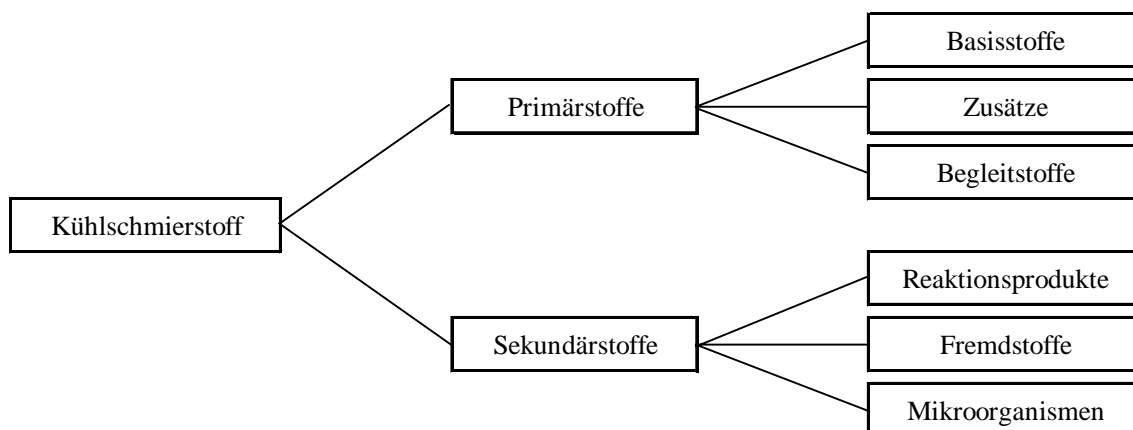 Basisstoffe
Primärstoffe
Zusätze
Begleitstoffe
Kühlschmierstoff
Reaktionsprodukte
Sekundärstoffe
Fremdstoffe
Mikroorganismen